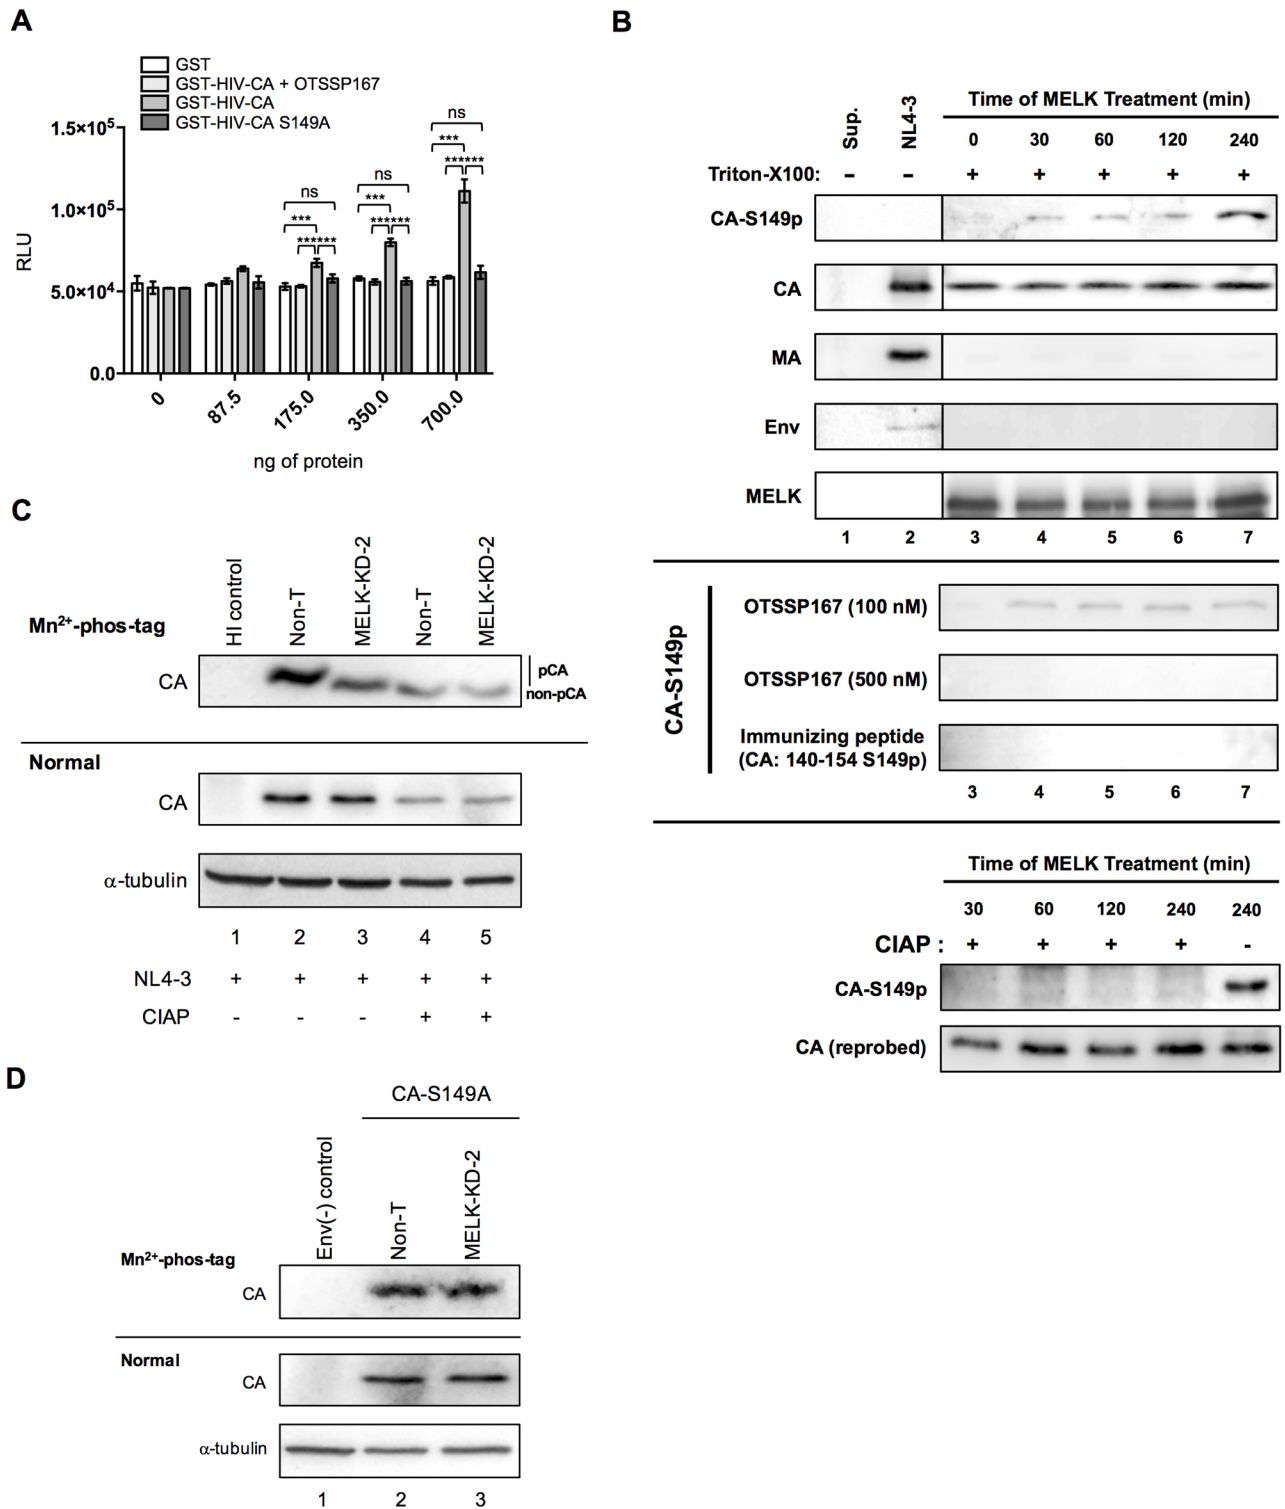 A
GST
GST-HIV-CA + OTSSP167
GST-HIV-CA
GST-HIV-CA S149A
RLU
1.5×10⁵
1.0×10⁵
5.0×10⁴
0.0
ns
***
******
ns
***
******
ns
***
******
0 87.5 175.0 350.0 700.0
ng of protein
B
Sup. NL4-3
Time of MELK Treatment (min)
0 30 60 120 240
Triton-X100: – – + + + + +
CA-S149p
CA
MA
Env
MELK
1 2 3 4 5 6 7
CA-S149p
OTSSP167 (100 nM)
OTSSP167 (500 nM)
Immunizing peptide
(CA: 140-154 S149p)
3 4 5 6 7
Time of MELK Treatment (min)
30 60 120 240 240
CIAP : + + + + -
CA-S149p
CA (reprobed)
C
HI control Non-T MELK-KD-2 Non-T MELK-KD-2
Mn²⁺-phos-tag
CA
pCA
non-pCA
Normal
CA
α-tubulin
1 2 3 4 5
NL4-3 + + + + +
CIAP - - - + +
D
CA-S149A
Env(-) control Non-T MELK-KD-2
Mn²⁺-phos-tag
CA
Normal
CA
α-tubulin
1 2 3